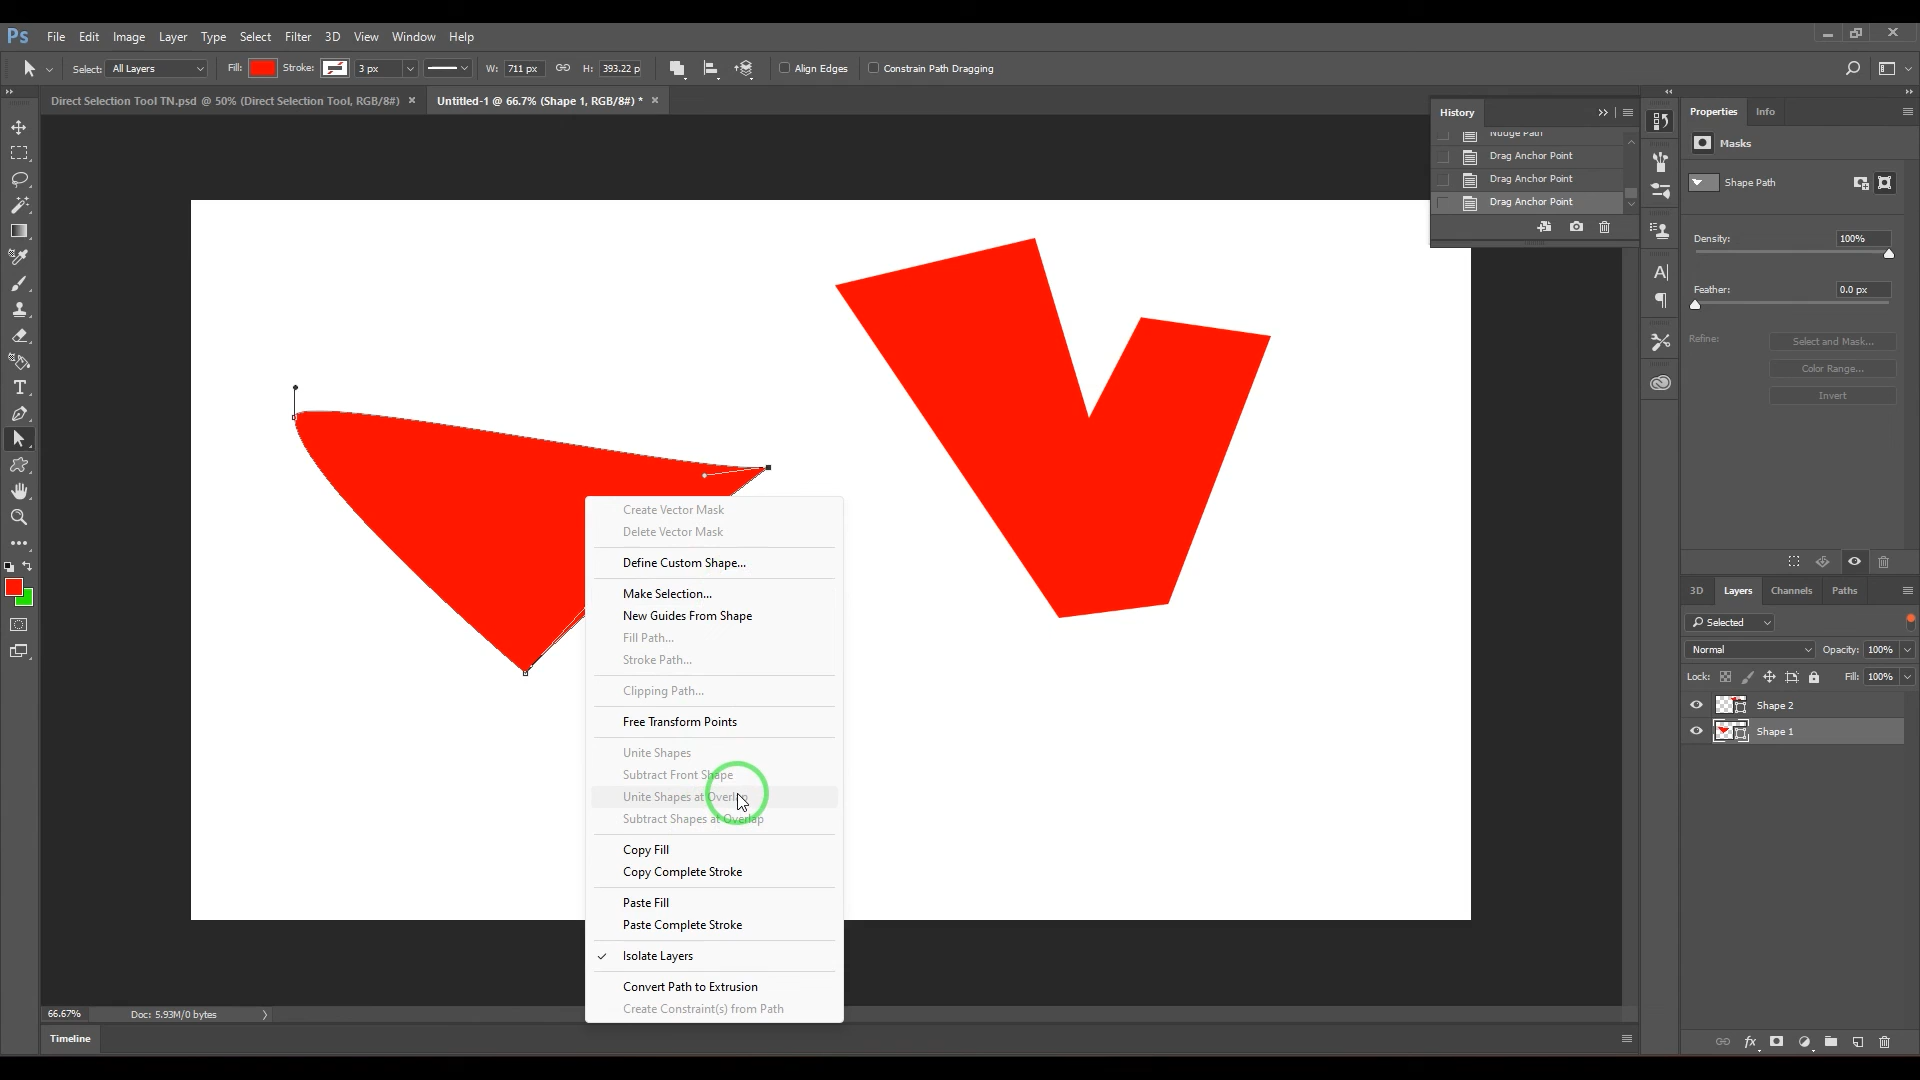 Ps File Edit Image Layer Type Select Filter 3D View Window Help
Select: All Layers Fill: Stroke: 3 px W: 711 px H: 393.22 p Align Edges Constrain Path Dragging
Direct Selection Tool TN.psd @ 50% (Direct Selection Tool, RGB/8#) × Untitled-1 @ 66.7% (Shape 1, RGB/8#) * ×
History
Nudge Path
Drag Anchor Point
Drag Anchor Point
Drag Anchor Point
Properties Info
Masks
Shape Path
Density: 100%
Feather: 0.0 px
Refine: Select and Mask...
Color Range...
Invert
Create Vector Mask
Delete Vector Mask
Define Custom Shape...
Make Selection...
New Guides From Shape
Fill Path...
Stroke Path...
Clipping Path...
Free Transform Points
Unite Shapes
Subtract Front Shape
Unite Shapes at Overlap
Subtract Shapes at Overlap
Copy Fill
Copy Complete Stroke
Paste Fill
Paste Complete Stroke
Isolate Layers
Convert Path to Extrusion
Create Constraint(s) from Path
3D Layers Channels Paths
Selected
Normal Opacity: 100%
Lock: Fill: 100%
Shape 2
Shape 1
fx
66.67% Doc: 5.93M/0 bytes
Timeline